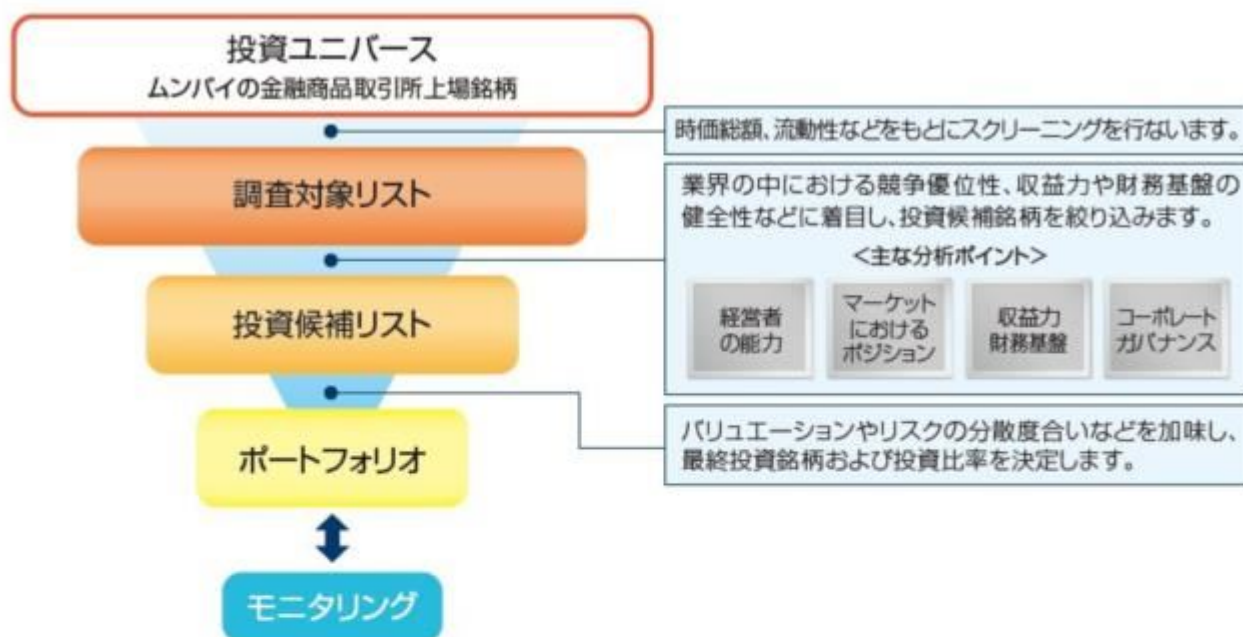 投資ユニバース
ムンバイの金融商品取引所上場銘柄
時価総額、流動性などをもとにスクリーニングを行ないます。
調査対象リスト
業界の中における競争優位性、収益力や財務基盤の
健全性などに着目し、投資候補銘柄を絞り込みます。
<主な分析ポイント>
経営者
の能力
マーケット
における
ポジション
収益力
財務基盤
コーポレート
ガバナンス
投資候補リスト
バリュエーションやリスクの分散度合いなどを加味し、
最終投資銘柄および投資比率を決定します。
ポートフォリオ
モニタリング